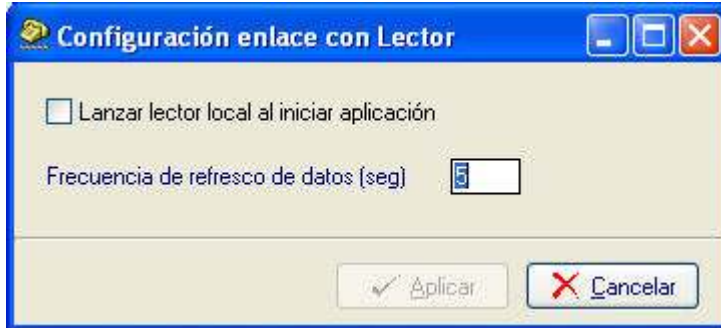 Configuración enlace con Lector
Lanzar lector local al iniciar aplicación
Frecuencia de refresco de datos (seg) 5
Aplicar Cancelar